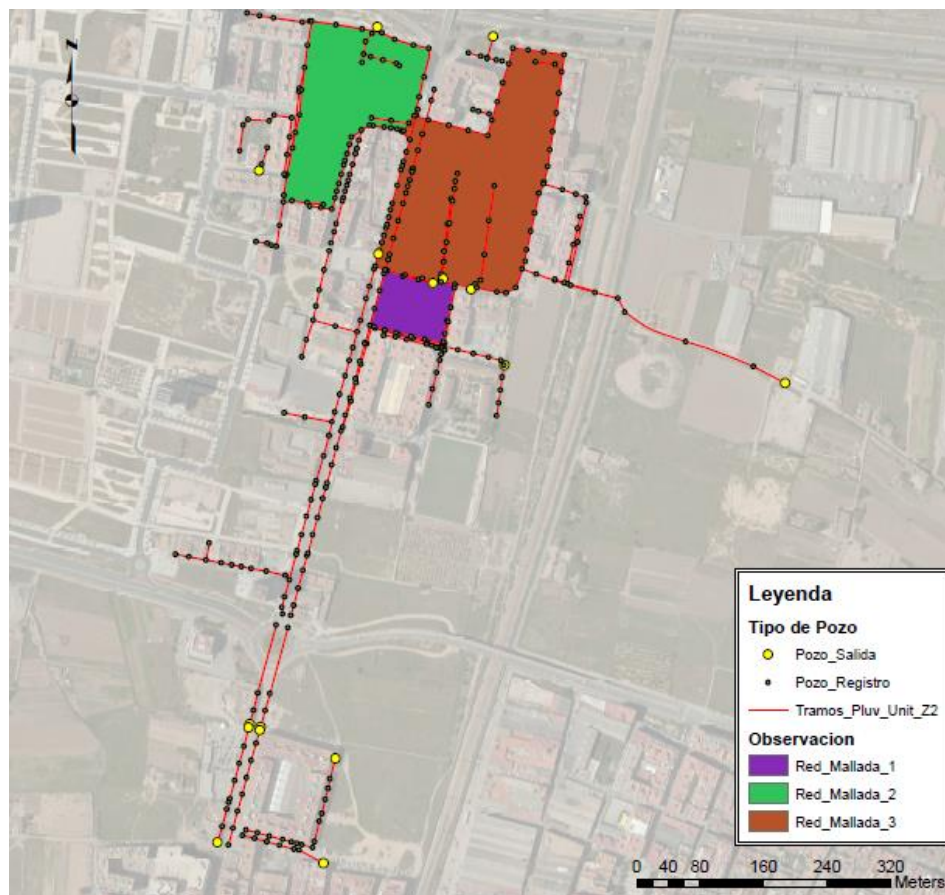 Leyenda
Tipo de Pozo
Pozo_Salida
Pozo_Registro
Tramos_Pluv_Unit_Z2
Observacion
Red_Mallada_1
Red_Mallada_2
Red_Mallada_3
0 40 80 160 240 320
Meters